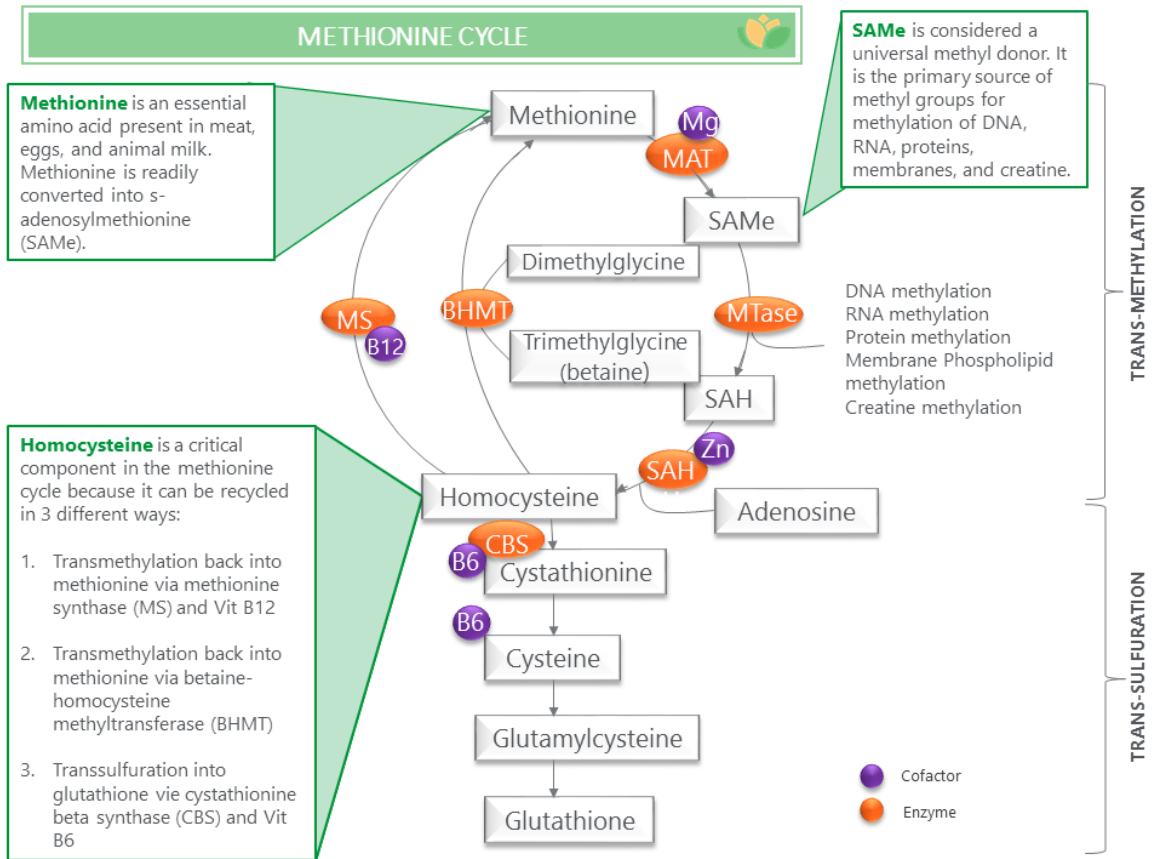 METHIONINE CYCLE
SAMe is considered a
universal methyl donor. It
is the primary source of
methyl groups for
methylation of DNA,
RNA, proteins,
membranes, and creatine.
Methionine is an essential
amino acid present in meat,
eggs, and animal milk.
Methionine is readily
converted into s-
adenosylmethionine
(SAMe).
Methionine
Mg
MAT
SAMe
Dimethylglycine
BHMT
MS
B12
MTase
Trimethylglycine
(betaine)
DNA methylation
RNA methylation
Protein methylation
Membrane Phospholipid
methylation
Creatine methylation
TRANS-METHYLATION
SAH
Zn
SAH
Homocysteine
Adenosine
Homocysteine is a critical
component in the methionine
cycle because it can be recycled
in 3 different ways:
1. Transmethylation back into
methionine via methionine
synthase (MS) and Vit B12
2. Transmethylation back into
methionine via betaine-
homocysteine
methyltransferase (BHMT)
3. Transsulfuration into
glutathione vie cystathionine
beta synthase (CBS) and Vit
B6
CBS
B6
Cystathionine
B6
Cysteine
Glutamylcysteine
Glutathione
TRANS-SULFURATION
Cofactor
Enzyme